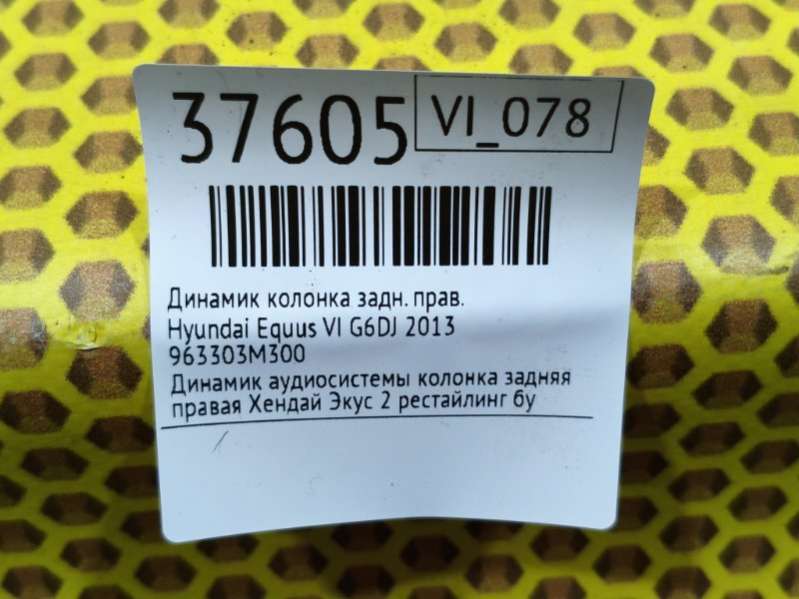 37605
VI_078
Динамик колонка задн. прав.
Hyundai Equus VI G6DJ 2013
963303M300
Динамик аудиосистемы колонка задняя
правая Хендай Экус 2 рестайлинг бу